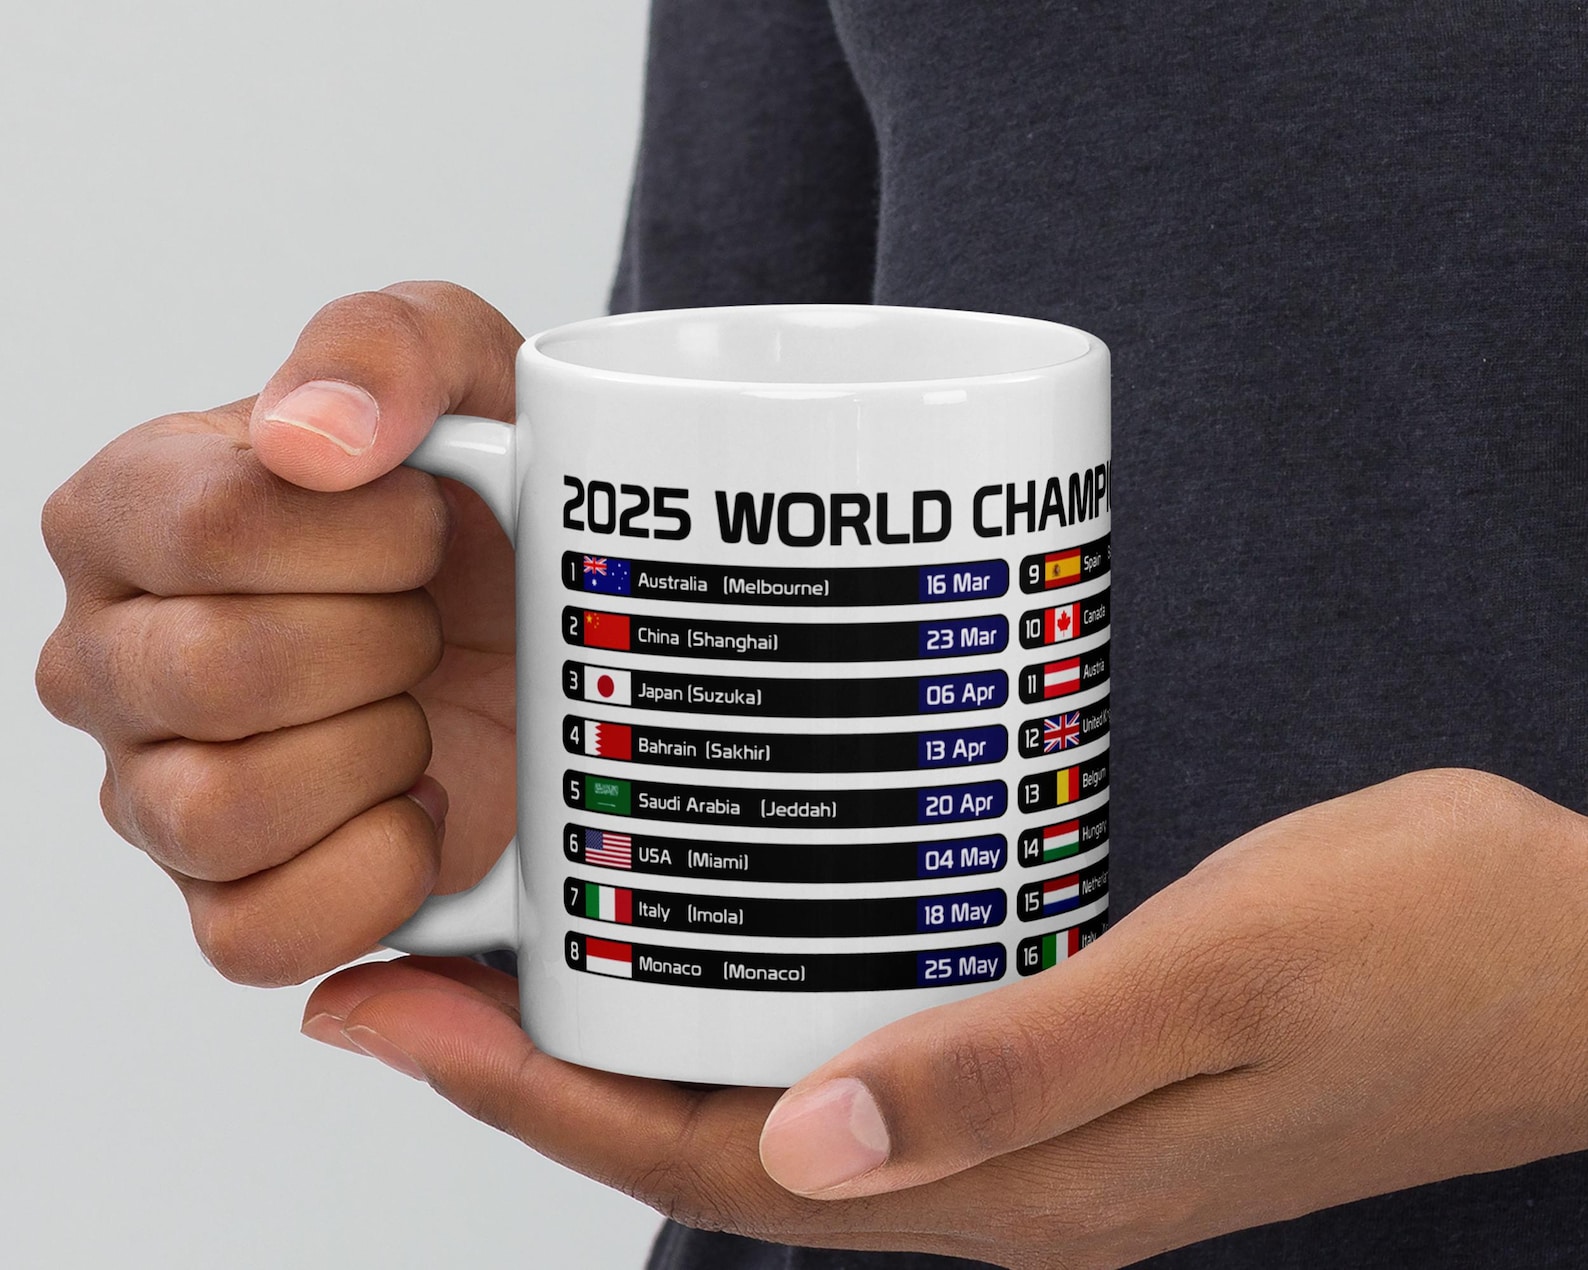 2025 WORLD CHAMPI
1 Australia (Melbourne) 16 Mar
2 China (Shanghai) 23 Mar
3 Japan (Suzuka) 06 Apr
4 Bahrain (Sakhir) 13 Apr
5 Saudi Arabia (Jeddah) 20 Apr
6 USA (Miami) 04 May
7 Italy (Imola) 18 May
8 Monaco (Monaco) 25 May
9 Spain
10 Canada
11 Austria
12 United
13 Belgium
14 Hungary
15
16 Italy